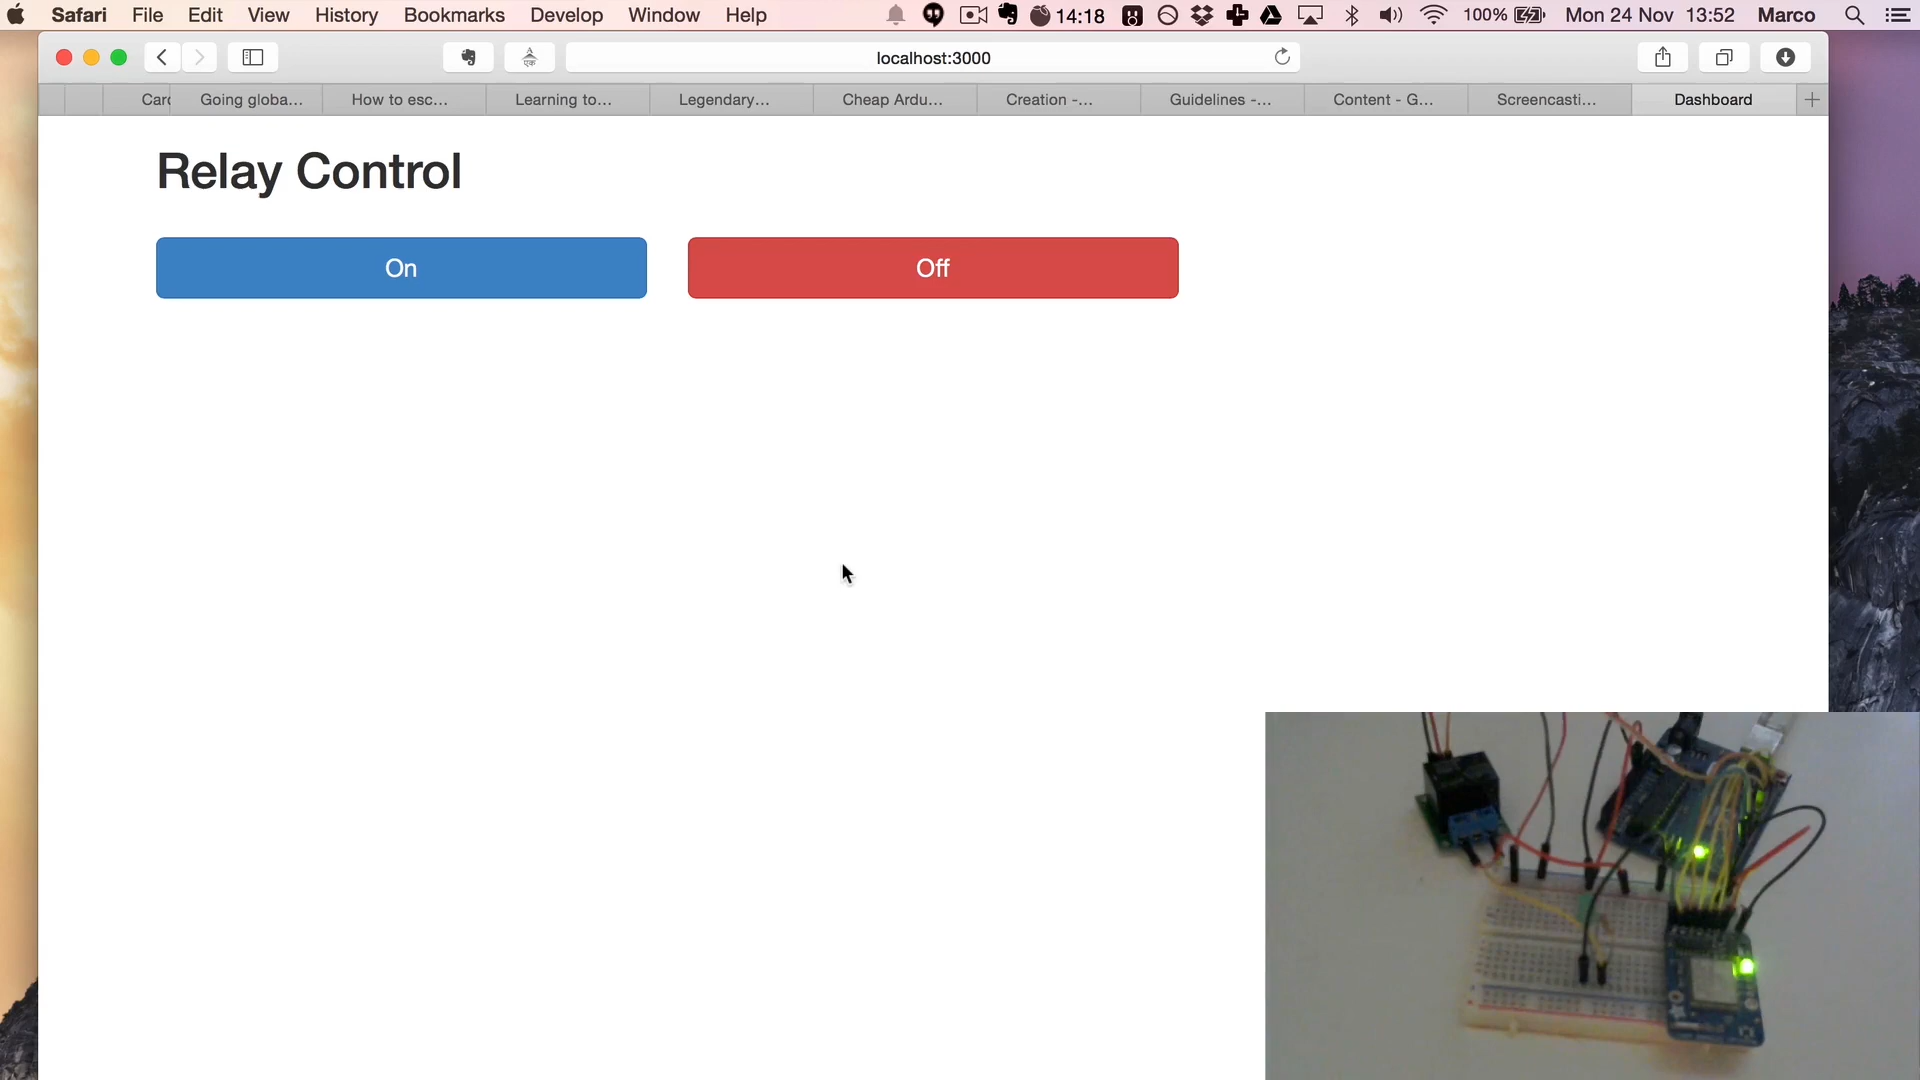 Safari File Edit View History Bookmarks Develop Window Help 14:18 100% Mon 24 Nov 13:52 Marco
एक localhost:3000
Card Going globa... How to esc... Learning to... Legendary... Cheap Ardu... Creation -... Guidelines -... Content - G... Screencasti... Dashboard
Relay Control
On Off